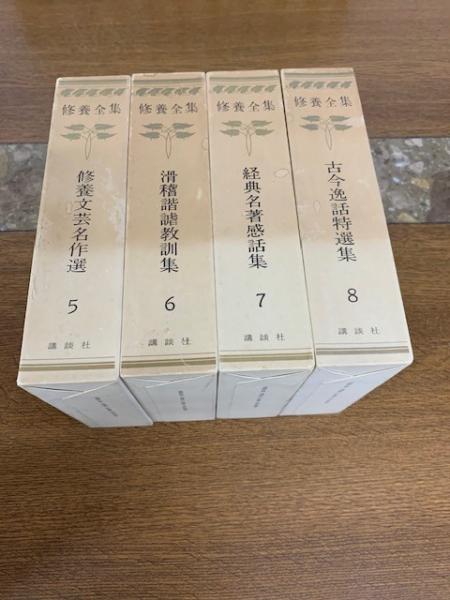 修養全集
修養文芸名作選
5
講談社
修養全集
滑稽諧謔教訓集
6
講談社
修養全集
経典名著感話集
7
講談社
修養全集
古今逸話特選集
8
講談社